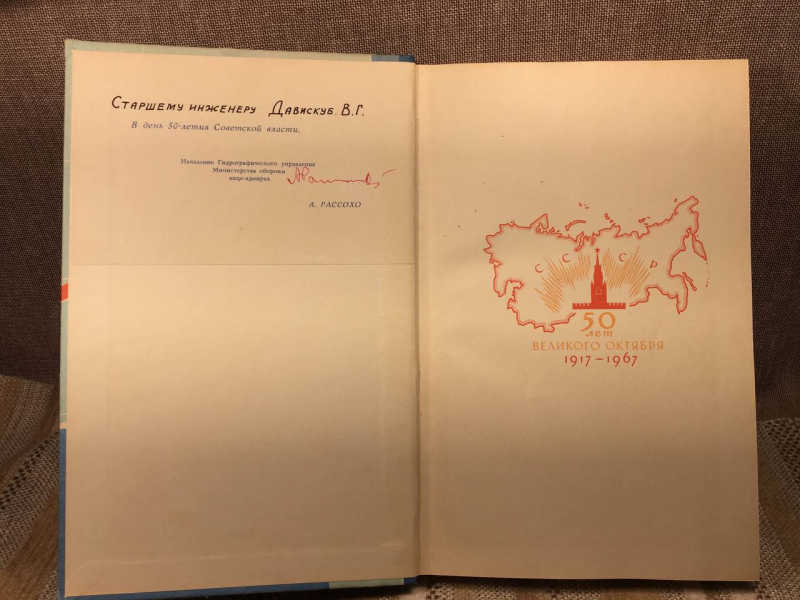 Старшему инженеру Давискуб В.Г.
В день 50-летия Советской власти.
Начальник Гидрографического управления
Министерства обороны
вице-адмирал
А. РАССОХО
С С С Р
50
лет
ВЕЛИКОГО ОКТЯБРЯ
1917–1967